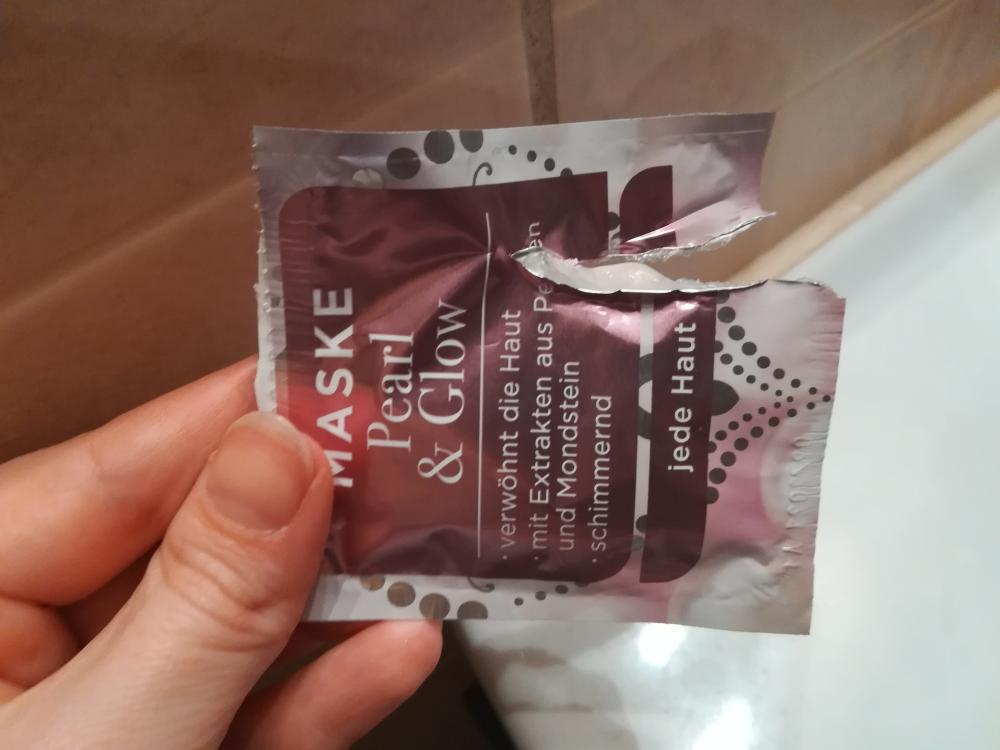 MASKE
Pearl
& Glow
· verwöhnt die Haut
· mit Extrakten aus
und Mondstein
· schimmernd
jede Haut